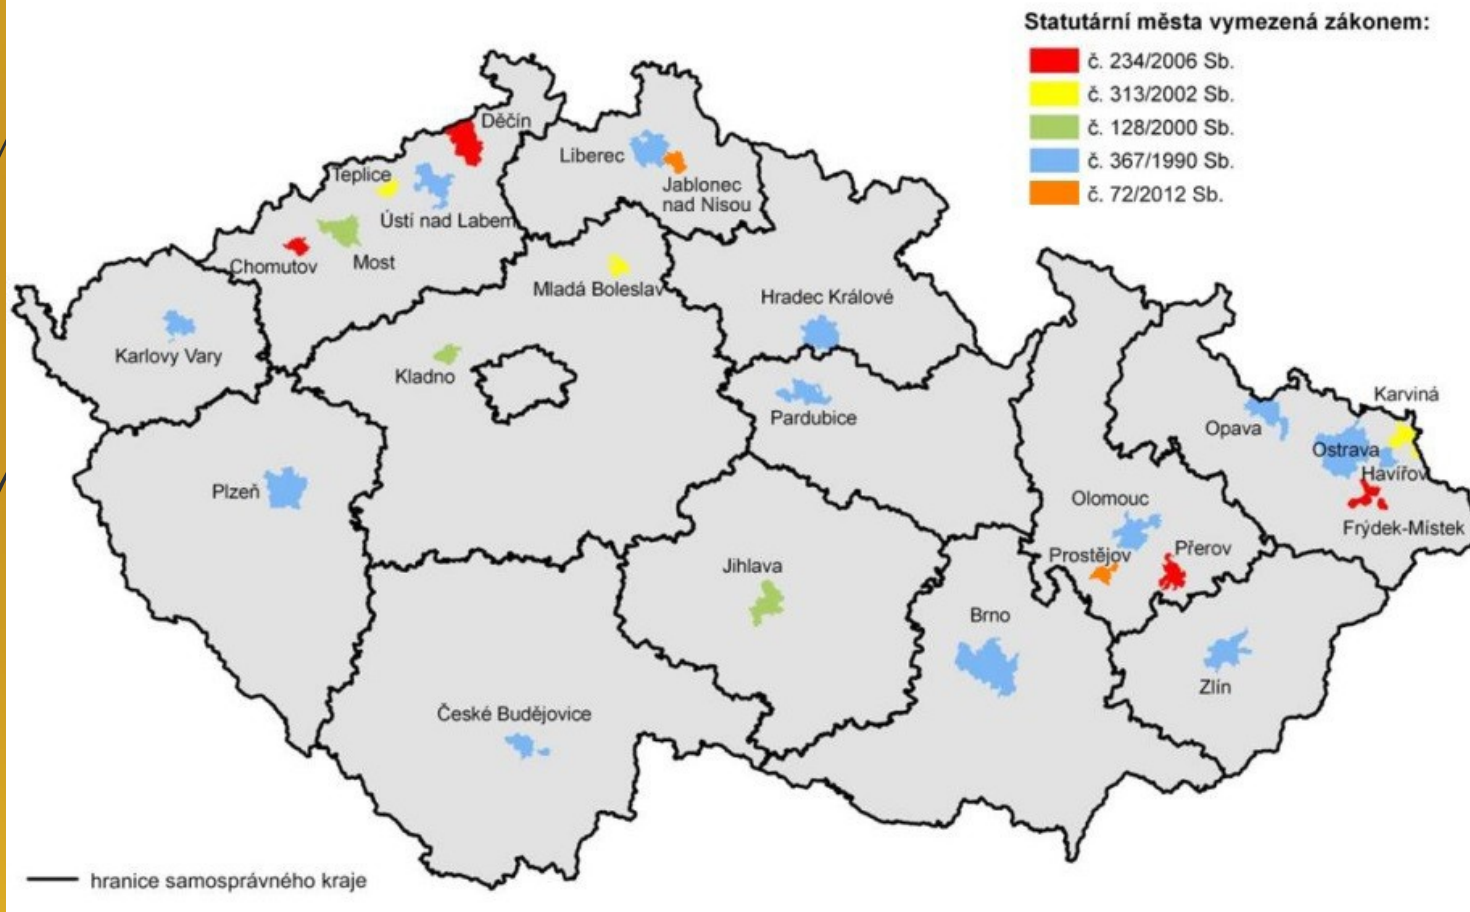 Statutární města vymezená zákonem:
č. 234/2006 Sb.
č. 313/2002 Sb.
č. 128/2000 Sb.
č. 367/1990 Sb.
č. 72/2012 Sb.
Děčín
Liberec
Teplice
Jablonec
nad Nisou
Ústí nad Labem
Chomutov
Most
Mladá Boleslav
Hradec Králové
Karlovy Vary
Kladno
Pardubice
Karviná
Opava
Ostrava
Havířov
Plzeň
Olomouc
Frýdek-Místek
Prostějov
Přerov
Jihlava
Brno
Zlín
České Budějovice
hranice samosprávného kraje